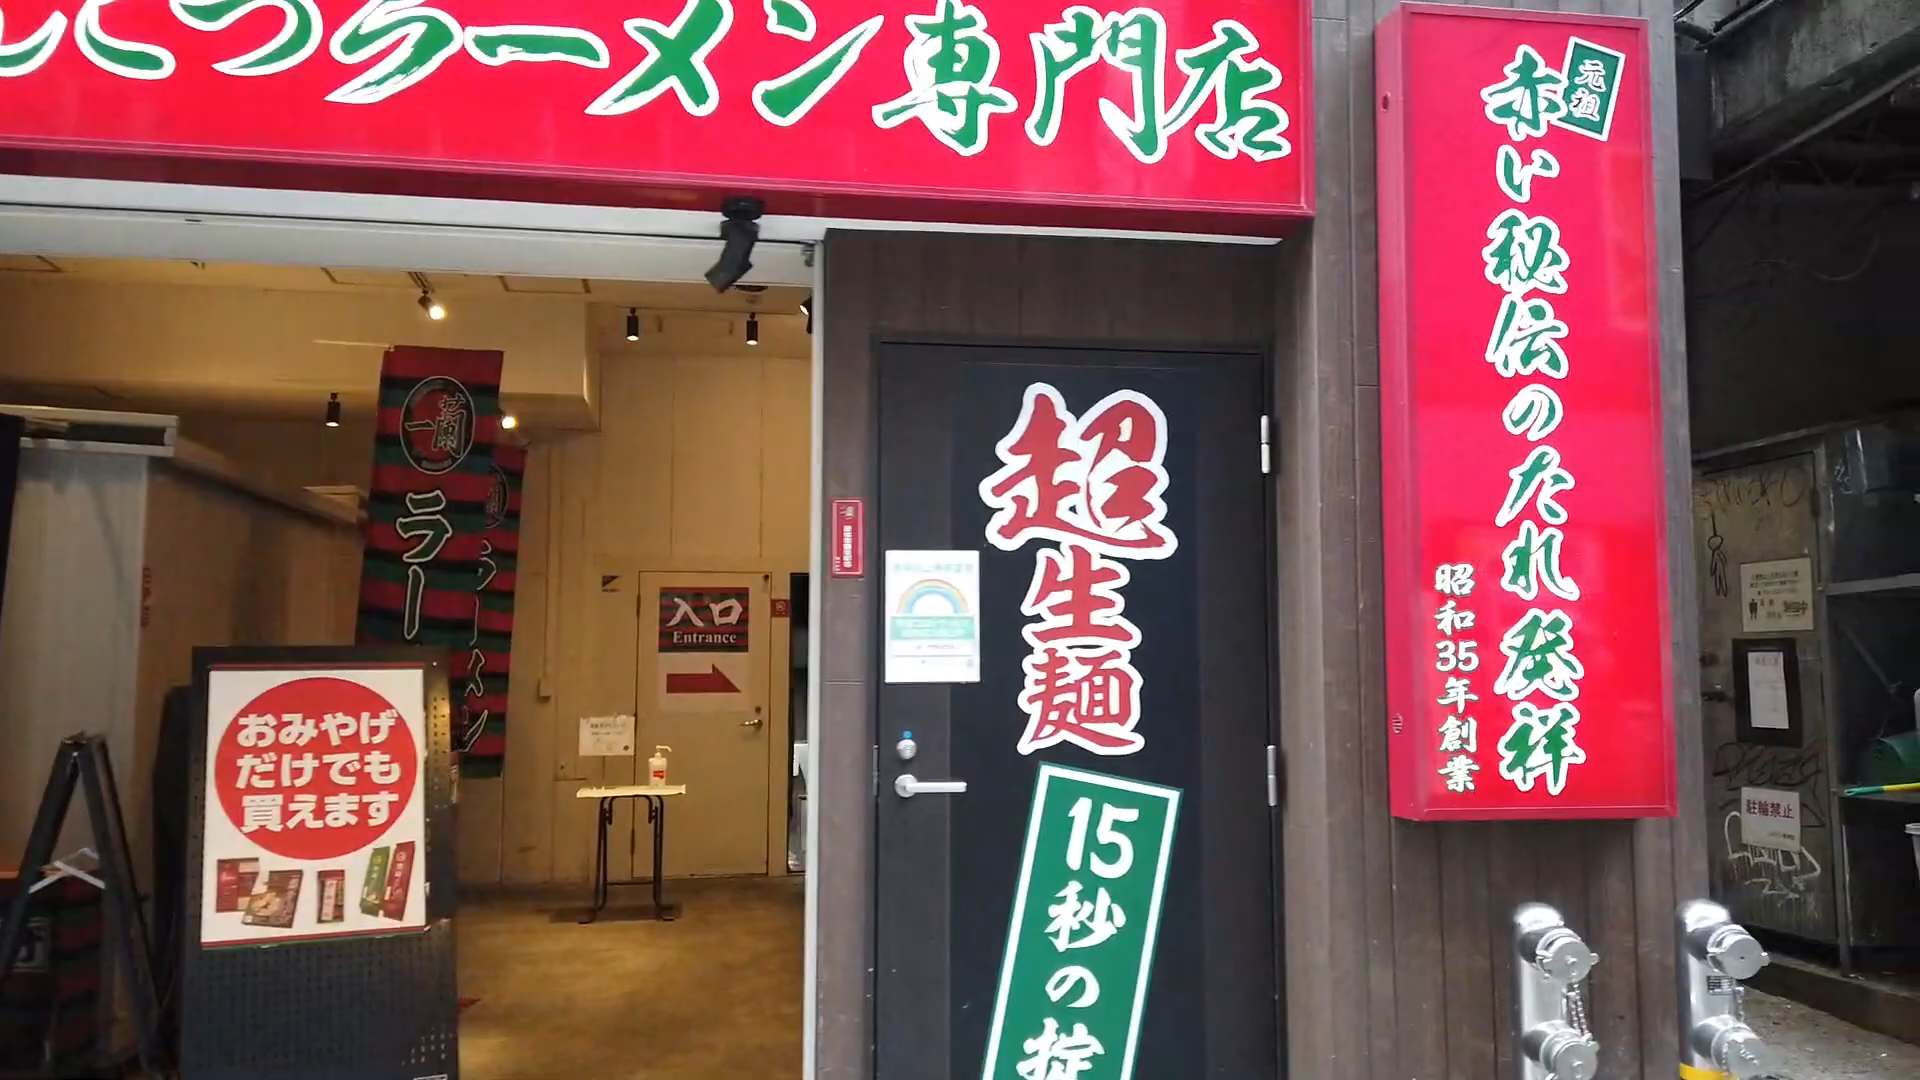 んこつラーメン専門店
元祖
赤い秘伝のたれ発祥
昭和35年創業
一蘭
ラー
ラーメン
入口
Entrance
超生麺
15秒の掟
おみやげ
だけでも
買えます
駐輪禁止